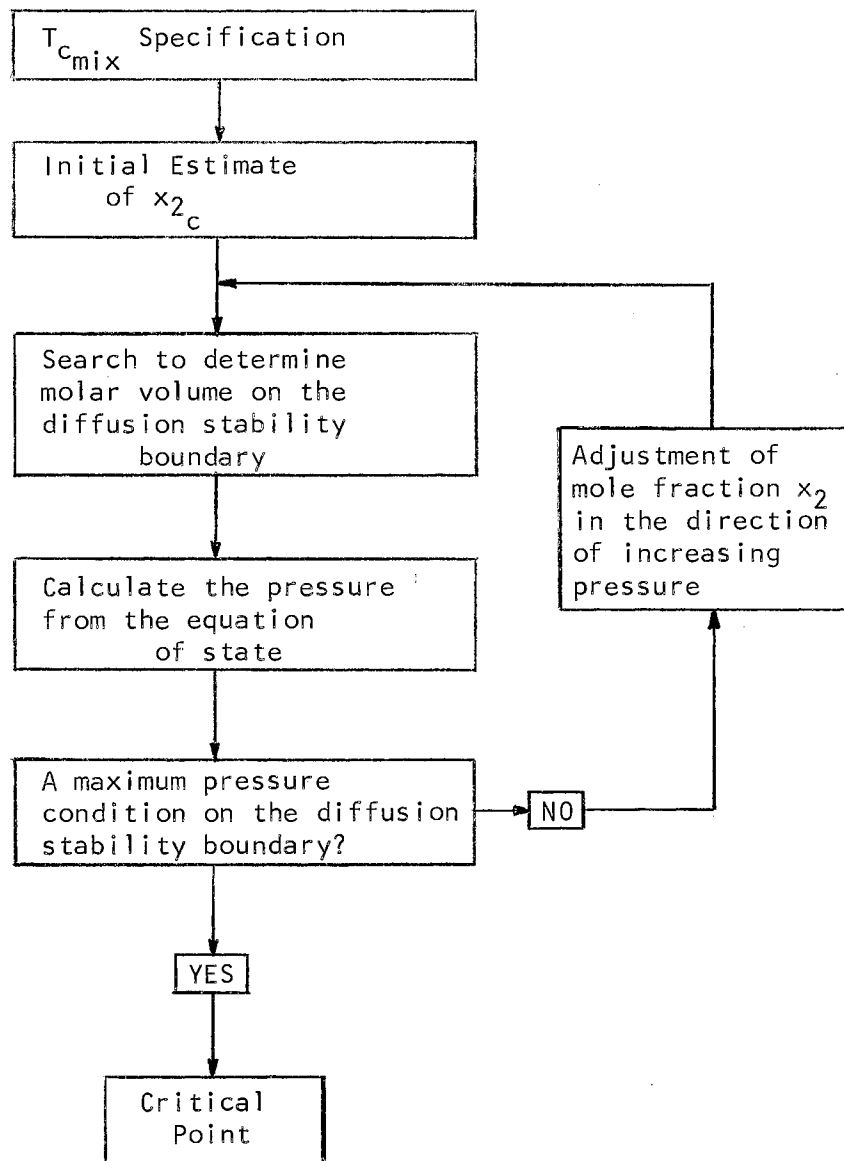 T_c_mix Specification
Initial Estimate
of x_2_c
Search to determine
molar volume on the
diffusion stability
boundary
Calculate the pressure
from the equation
of state
A maximum pressure
condition on the diffusion
stability boundary?
NO
Adjustment of
mole fraction x_2
in the direction
of increasing
pressure
YES
Critical
Point